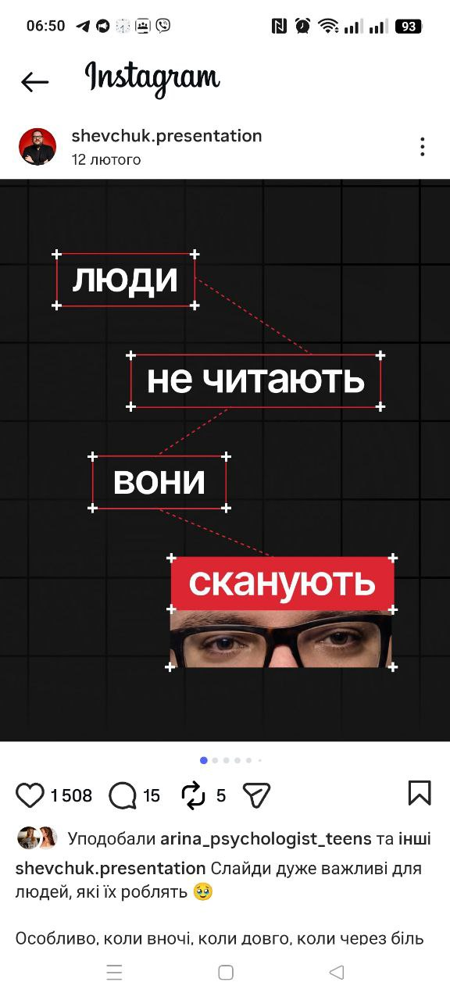 06:50
93
Instagram
shevchuk.presentation
12 лютого
люди
не читають
вони
сканують
1 508 15 5
Уподобали arina_psychologist_teens та інші
shevchuk.presentation Слайди дуже важливі для
людей, які їх роблять 🥹
Особливо, коли вночі, коли довго, коли через біль